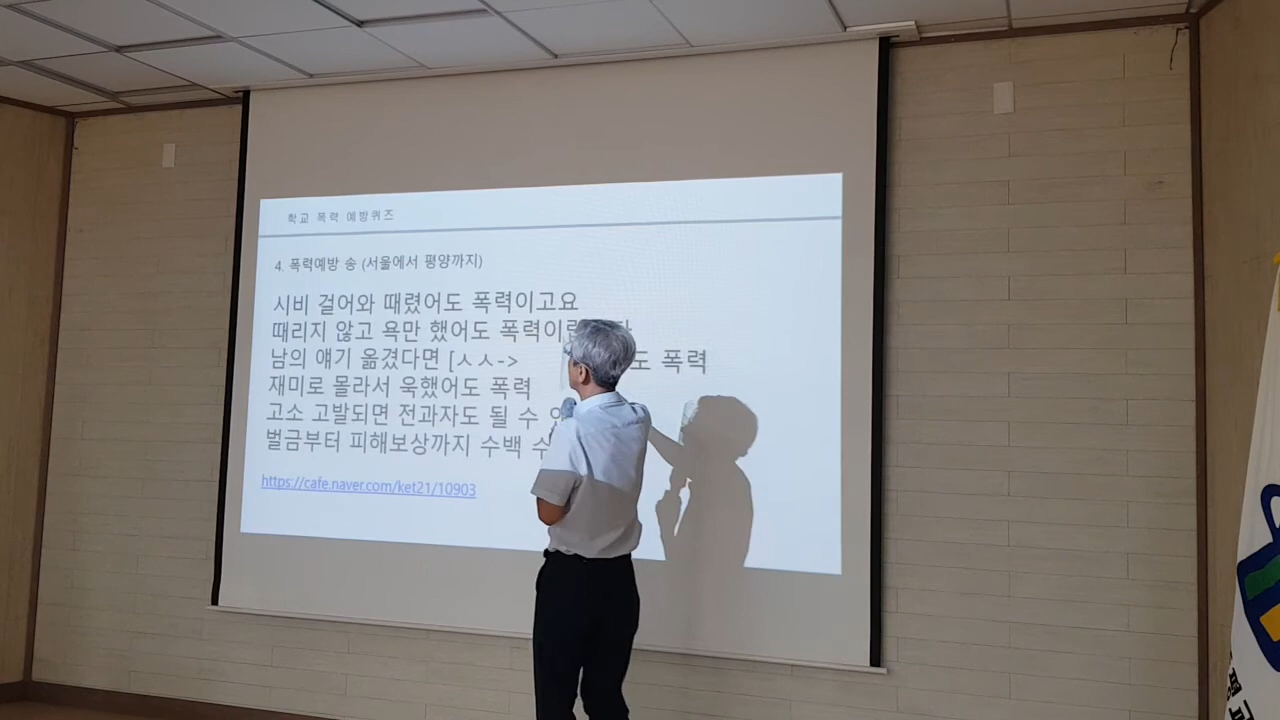 학교 폭력 예방퀴즈
4. 폭력예방 송 (서울에서 평양까지)
시비 걸어와 때렸어도 폭력이고요
때리지 않고 욕만 했어도
남의 얘기 옮겼다면 [ㅅㅅ-> 도 폭력
재미로 몰라서 욱했어도 폭력
고소 고발되면 전과자도 될 수
벌금부터 피해보상까지 수백
https://cafe.naver.com/ket21/10903